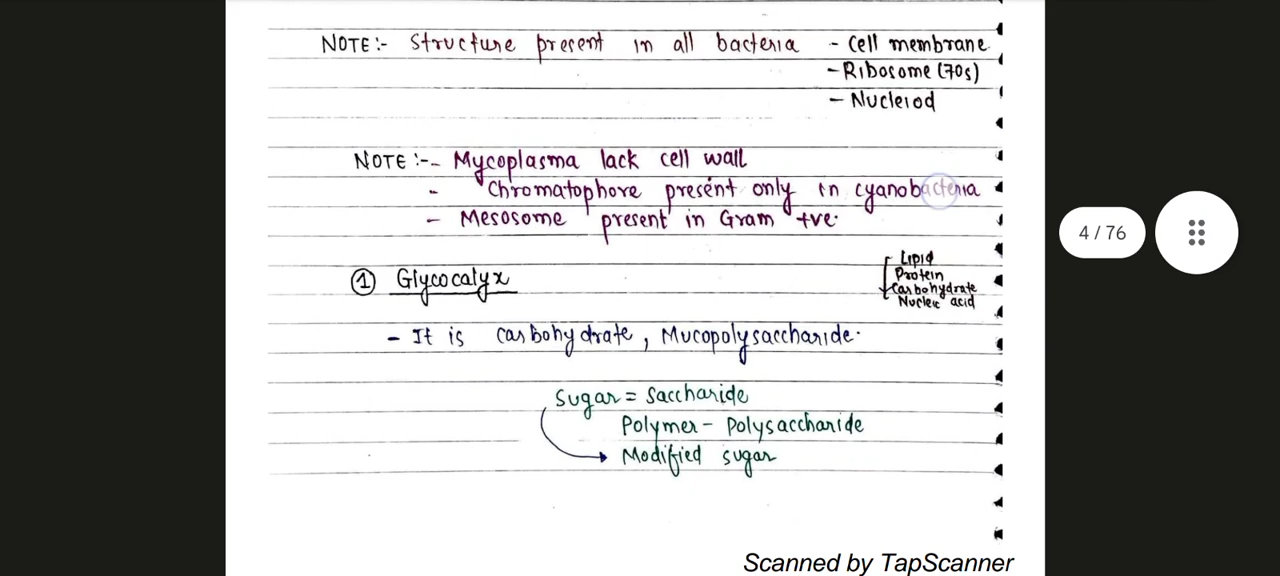 NOTE:- Structure present in all bacteria - Cell membrane
- Ribosome (70s)
- Nucleiod
NOTE :-- Mycoplasma lack cell wall
- Chromatophore present only in cyanobacteria
- Mesosome present in Gram +ve.
4 / 76
① Glycocalyx
Lipid
Protein
Carbohydrate
Nucleic acid
- It is carbohydrate, Mucopolysaccharide.
Sugar = Saccharide
Polymer - Polysaccharide
Modified sugar
Scanned by TapScanner